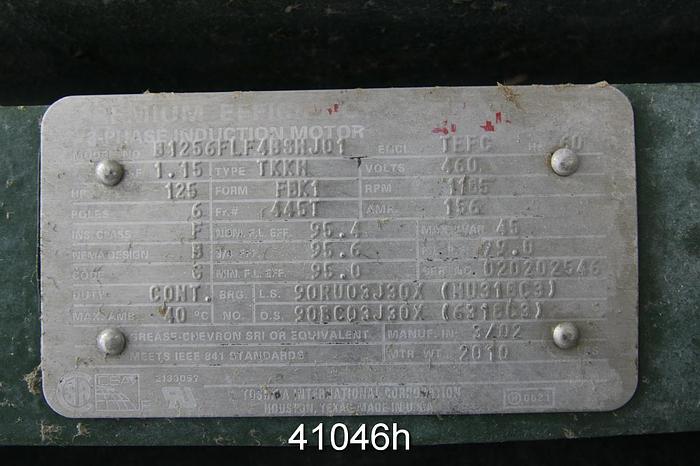 3-PHASE INDUCTION MOTOR
MODEL NO. B1256FLF4BSHJ01 ENCL. TEFC Hz 60
S.F. 1.15 TYPE TKKH VOLTS 460
HP 125 FORM FBK1 RPM
POLES 6 Fr.# 445T AMP. 156
INS. CLASS F NOM. F.L. EFF. 95.4 MAX. KVAR 45
NEMA DESIGN B 3/4 EFF. 95.6 79.0
CODE G MIN. F.L. EFF. 95.0 SER. NO. 020202546
DUTY CONT. BRG. L.S. 90RU03J30X (NU318C3)
MAX. AMB. 40 °C NO. O.S. 90BC03J30X (6318C3)
GREASE-CHEVRON SRI OR EQUIVALENT MANUF. IN 3/02
MEETS IEEE 841 STANDARDS MTR WT. 2010
TOSHIBA INTERNATIONAL CORPORATION
HOUSTON, TEXAS MADE IN U.S.A.
41046h